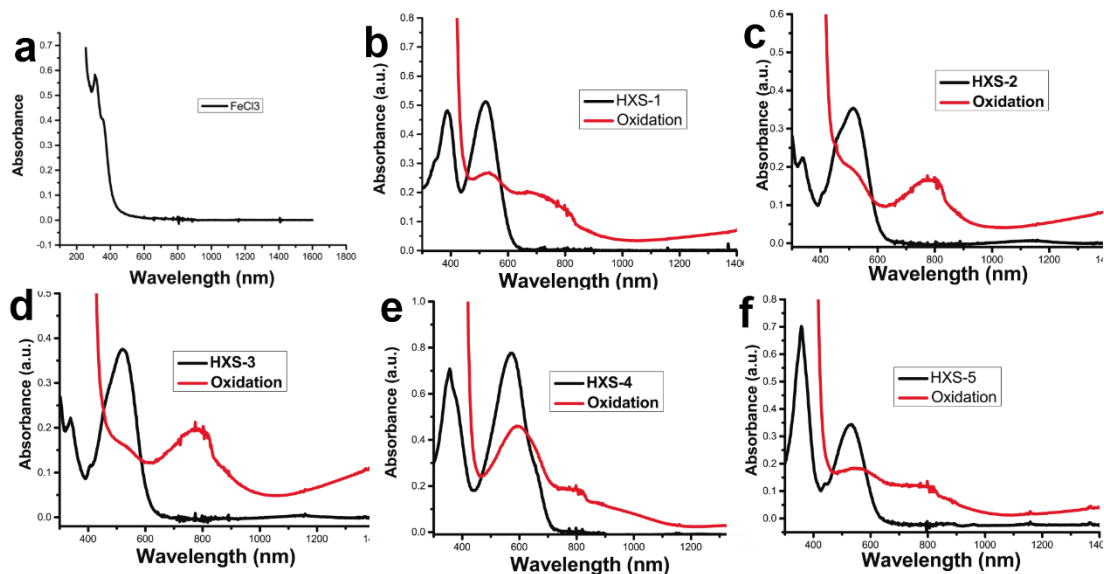 a
Absorbance
0.7
0.6
0.5
0.4
0.3
0.2
0.1
0.0
-0.1
FeCl3
200 400 600 800 1000 1200 1400 1600 1800
Wavelength (nm)
b
Absorbance (a.u.)
0.8
0.7
0.6
0.5
0.4
0.3
0.2
0.1
0.0
HXS-1
Oxidation
400 600 800 1000 1200 1400
Wavelength (nm)
c
Absorbance (a.u.)
0.6
0.5
0.4
0.3
0.2
0.1
0.0
HXS-2
Oxidation
400 600 800 1000 1200
Wavelength (nm)
d
Absorbance (a.u.)
0.5
0.4
0.3
0.2
0.1
0.0
HXS-3
Oxidation
400 600 800 1000 1200
Wavelength (nm)
e
Absorbance (a.u.)
1.0
0.8
0.6
0.4
0.2
0.0
HXS-4
Oxidation
400 600 800 1000 1200
Wavelength (nm)
f
Absorbance (a.u.)
0.8
0.7
0.6
0.5
0.4
0.3
0.2
0.1
0.0
HXS-5
Oxidation
400 600 800 1000 1200
Wavelength (nm)